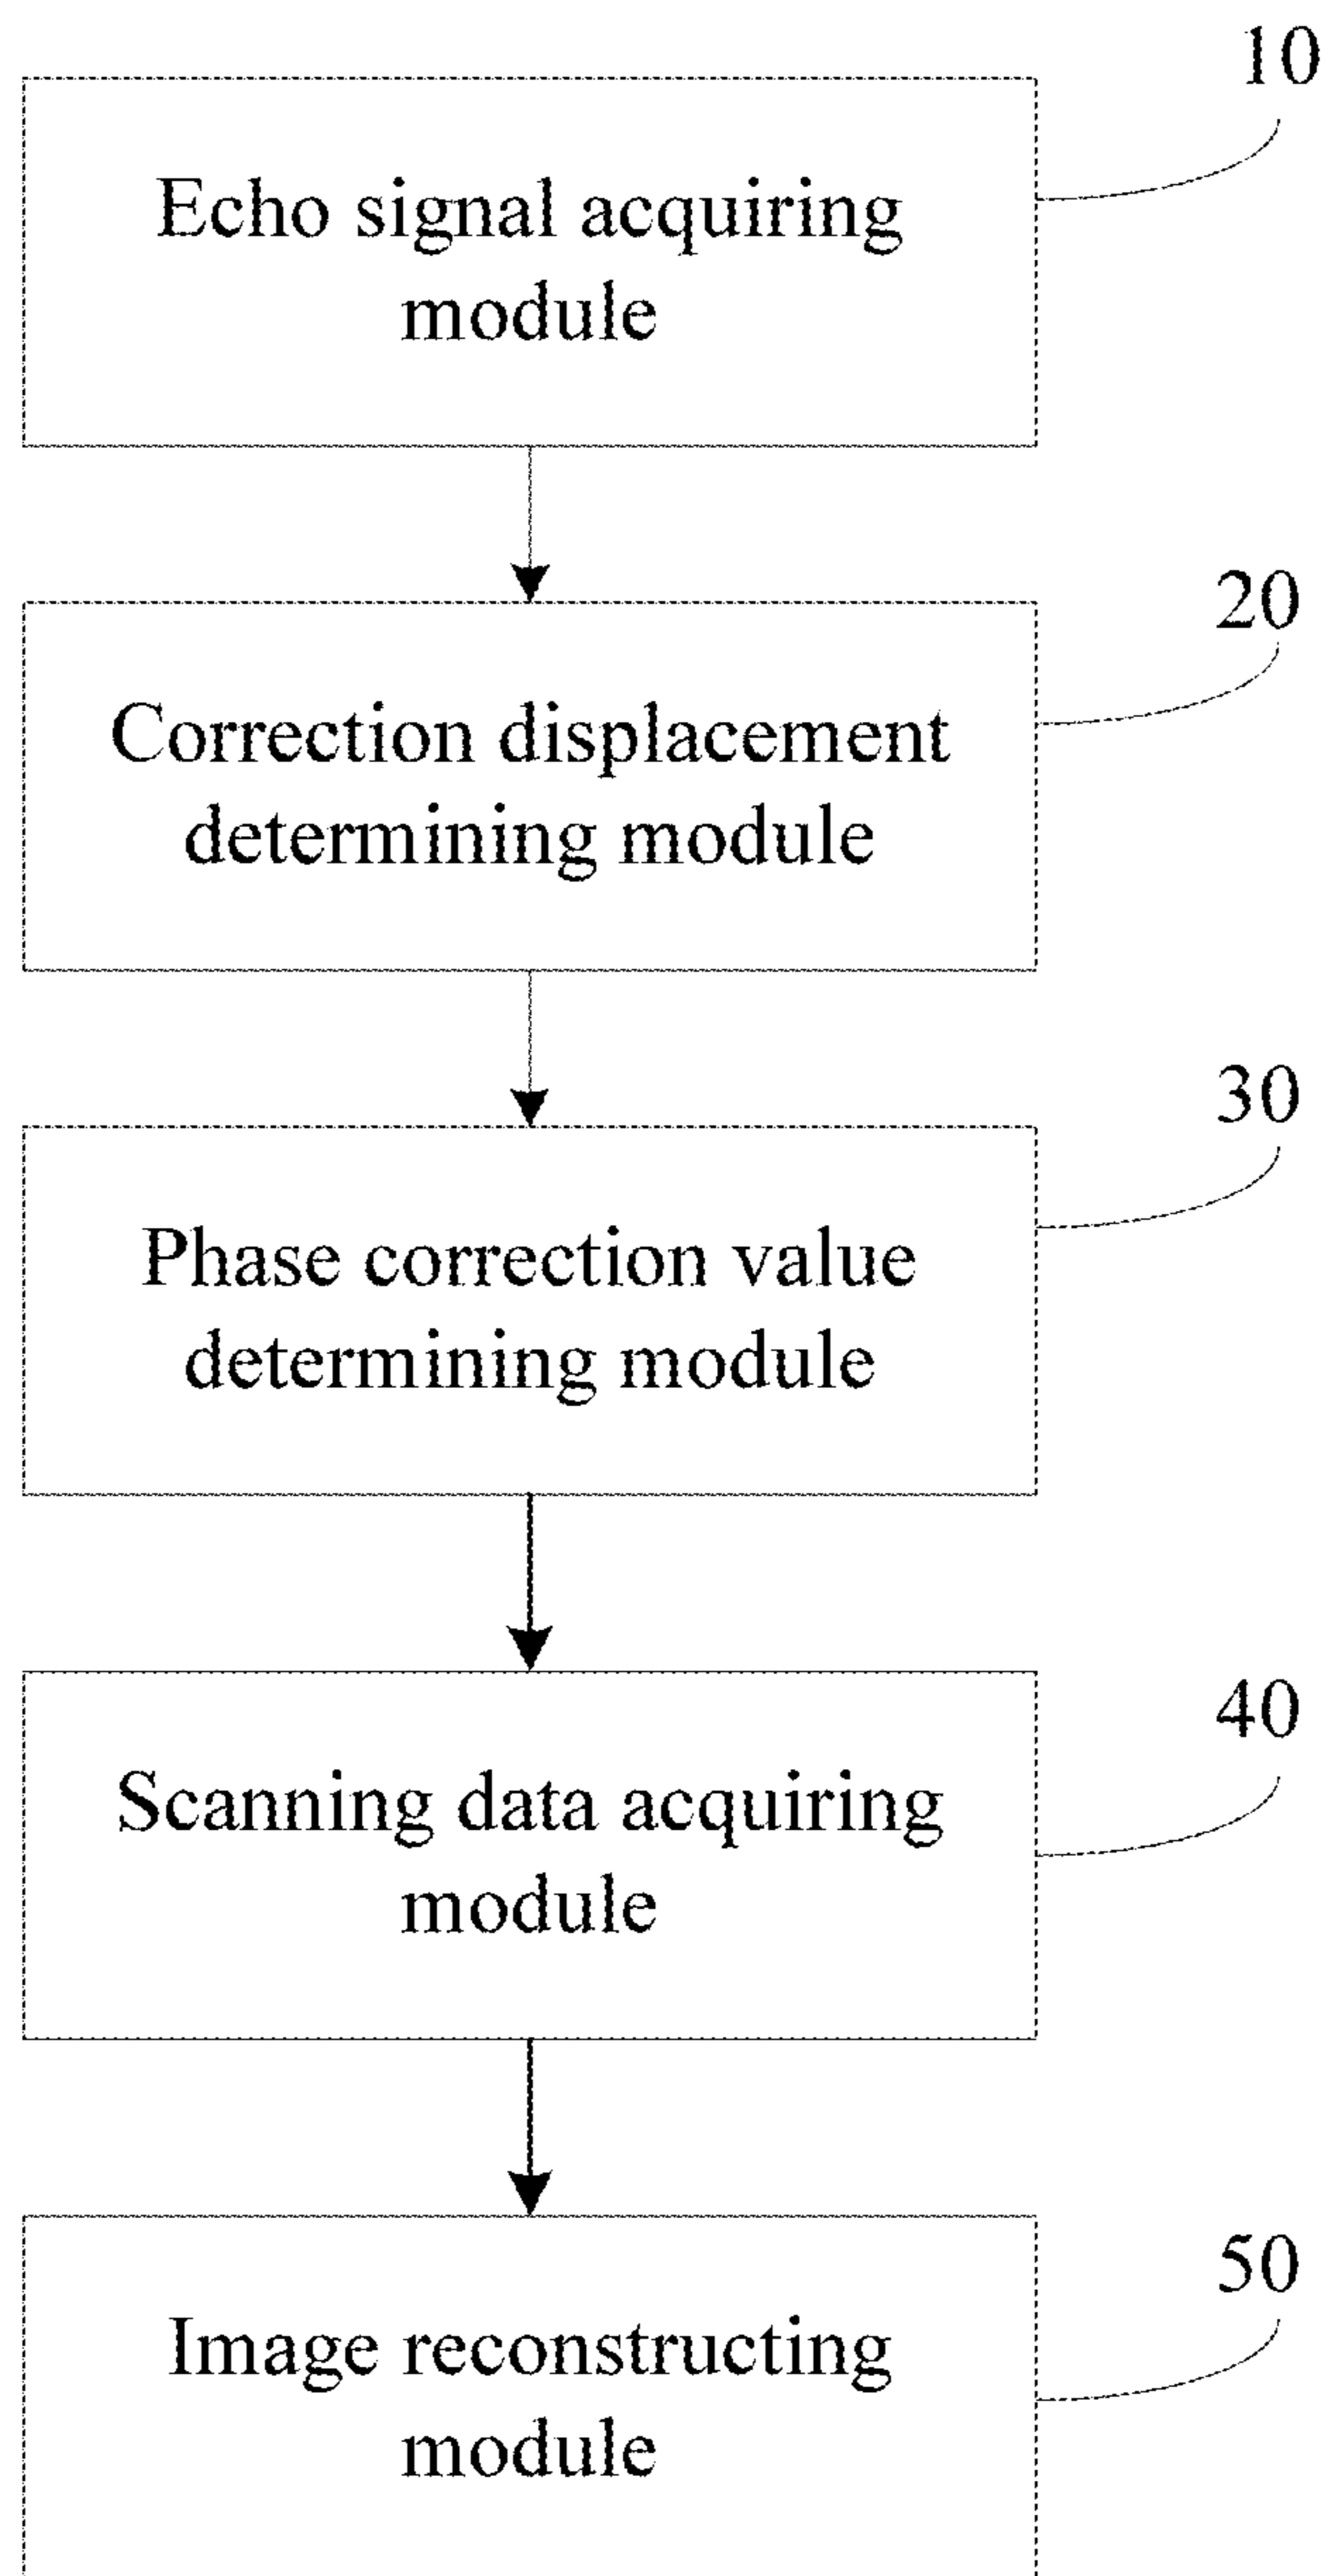 10
Echo signal acquiring
module
20
Correction displacement
determining module
30
Phase correction value
determining module
40
Scanning data acquiring
module
50
Image reconstructing
module